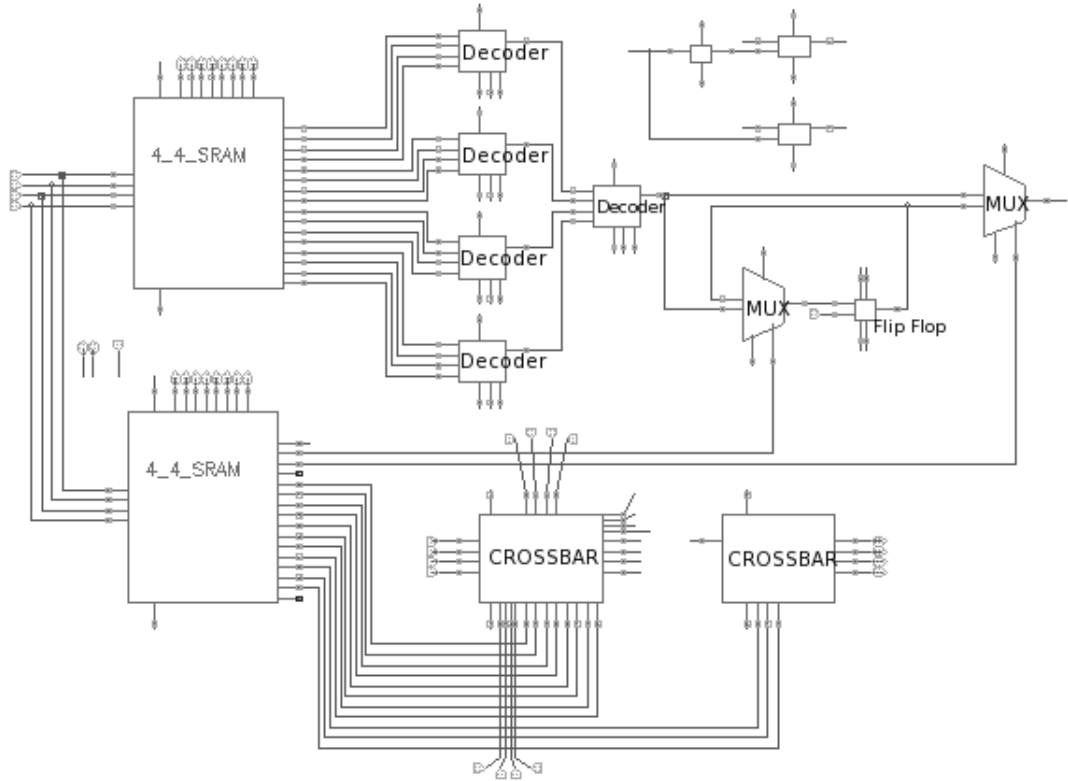 Decoder
4_4_SRAM
Decoder
Decoder
MUX
Decoder
MUX
Flip Flop
Decoder
4_4_SRAM
CROSSBAR
CROSSBAR